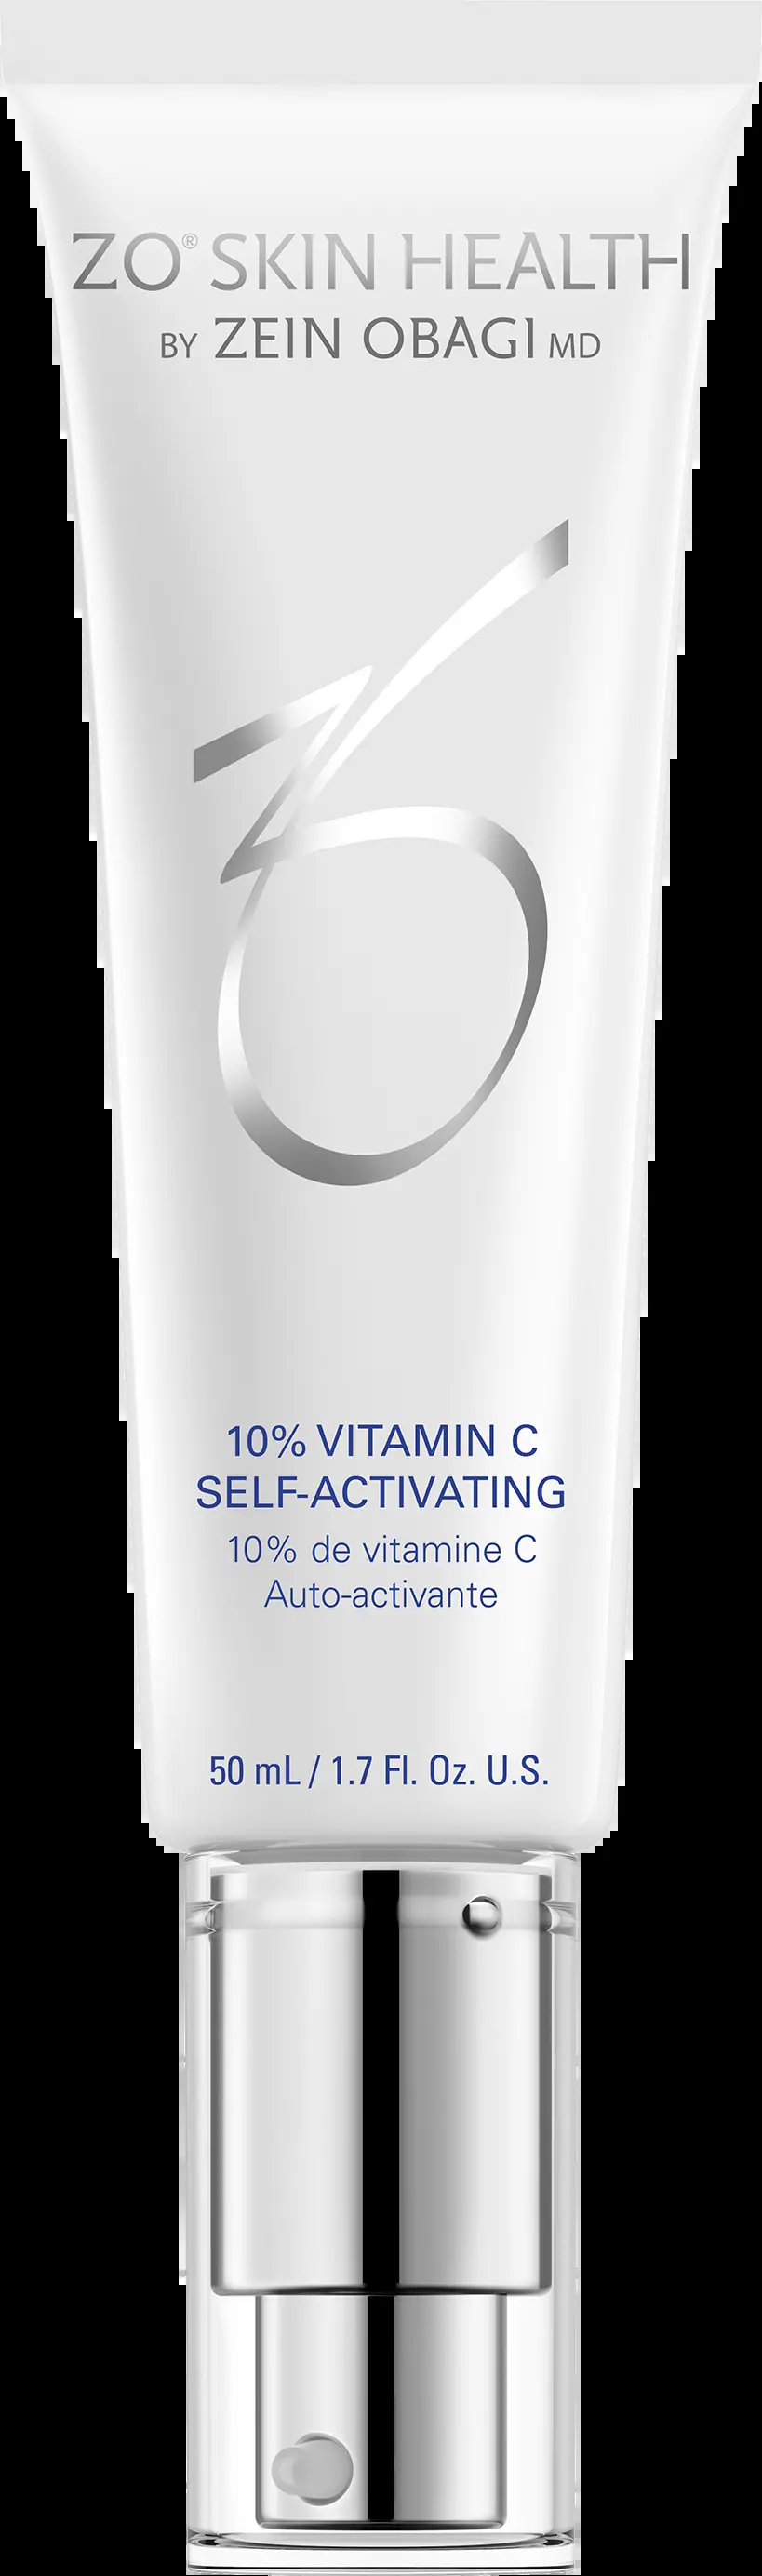 ZO® SKIN HEALTH
BY ZEIN OBAGI MD
10% VITAMIN C
SELF-ACTIVATING
10% de vitamine C
Auto-activante
50 mL / 1.7 Fl. Oz. U.S.